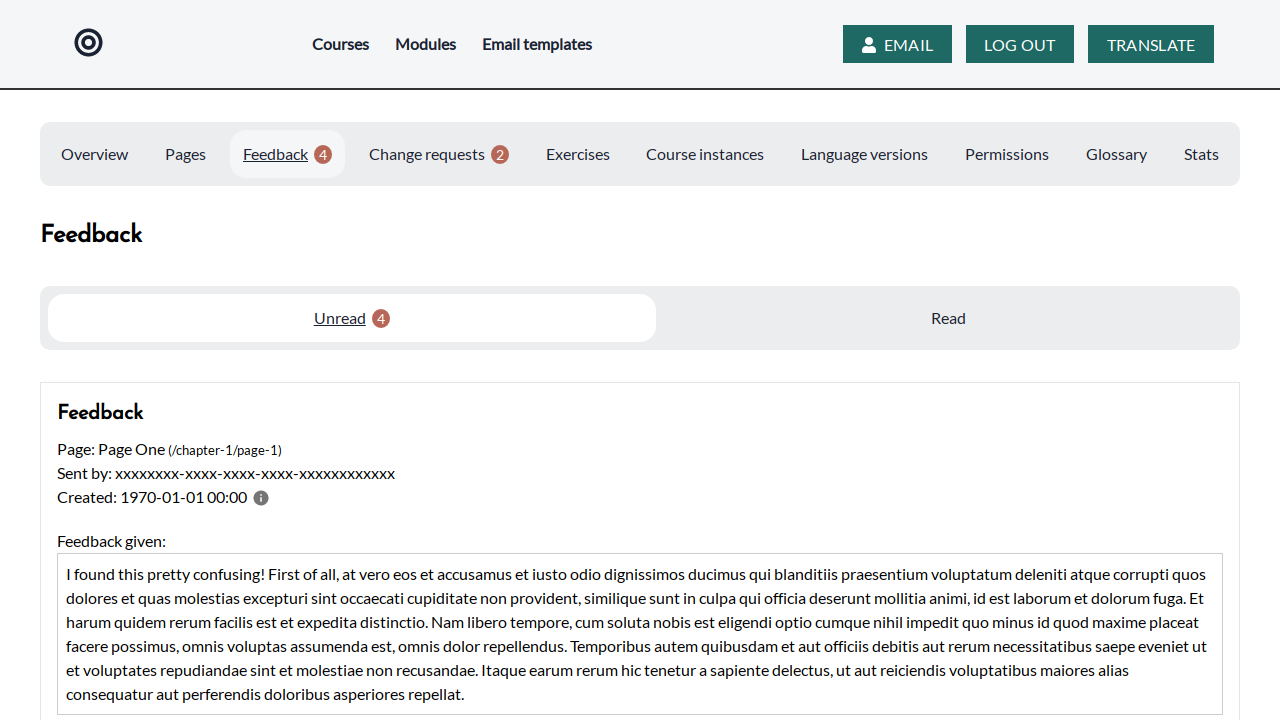 Courses Modules Email templates EMAIL LOG OUT TRANSLATE
Overview Pages Feedback 4 Change requests 2 Exercises Course instances Language versions Permissions Glossary Stats
Feedback
Unread 4 Read
Feedback
Page: Page One (/chapter-1/page-1)
Sent by: xxxxxxxx-xxxx-xxxx-xxxx-xxxxxxxxxxxx
Created: 1970-01-01 00:00
Feedback given:
I found this pretty confusing! First of all, at vero eos et accusamus et iusto odio dignissimos ducimus qui blanditiis praesentium voluptatum deleniti atque corrupti quos
dolores et quas molestias excepturi sint occaecati cupiditate non provident, similique sunt in culpa qui officia deserunt mollitia animi, id est laborum et dolorum fuga. Et
harum quidem rerum facilis est et expedita distinctio. Nam libero tempore, cum soluta nobis est eligendi optio cumque nihil impedit quo minus id quod maxime placeat
facere possimus, omnis voluptas assumenda est, omnis dolor repellendus. Temporibus autem quibusdam et aut officiis debitis aut rerum necessitatibus saepe eveniet ut
et voluptates repudiandae sint et molestiae non recusandae. Itaque earum rerum hic tenetur a sapiente delectus, ut aut reiciendis voluptatibus maiores alias
consequatur aut perferendis doloribus asperiores repellat.